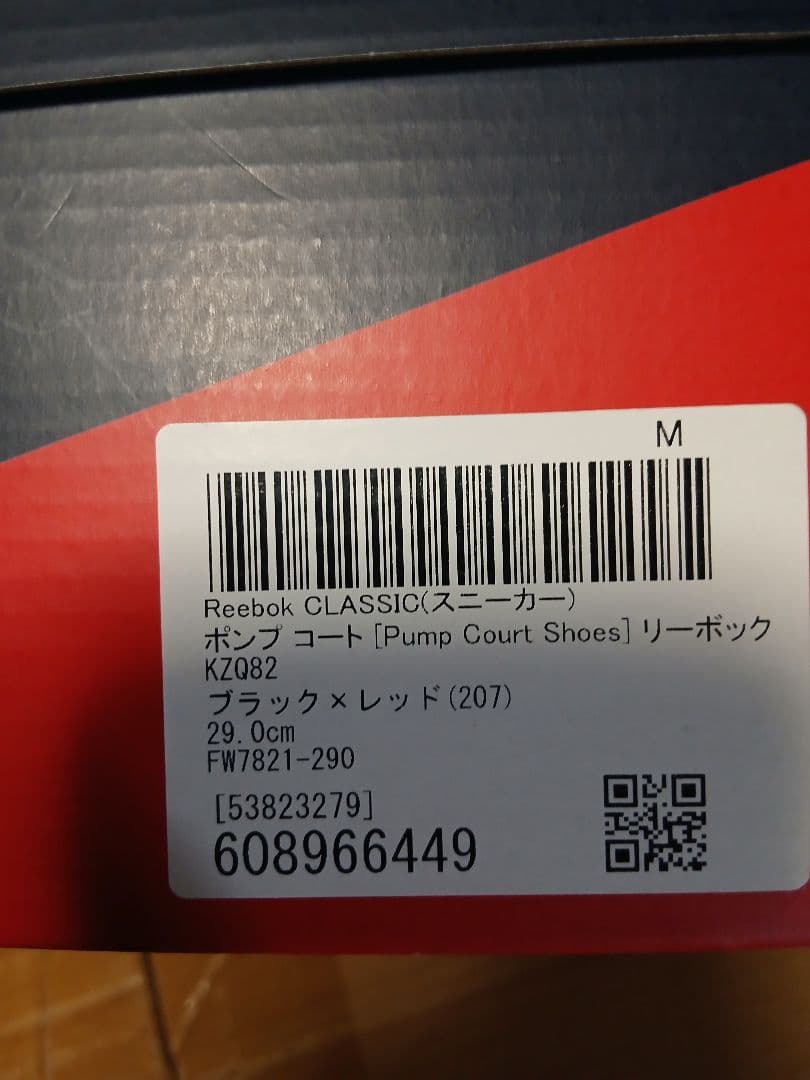 M
Reebok CLASSIC(スニーカー)
ポンプ コート [Pump Court Shoes] リーボック
KZQ82
ブラック×レッド(207)
29.0cm
FW7821-290
[53823279]
608966449